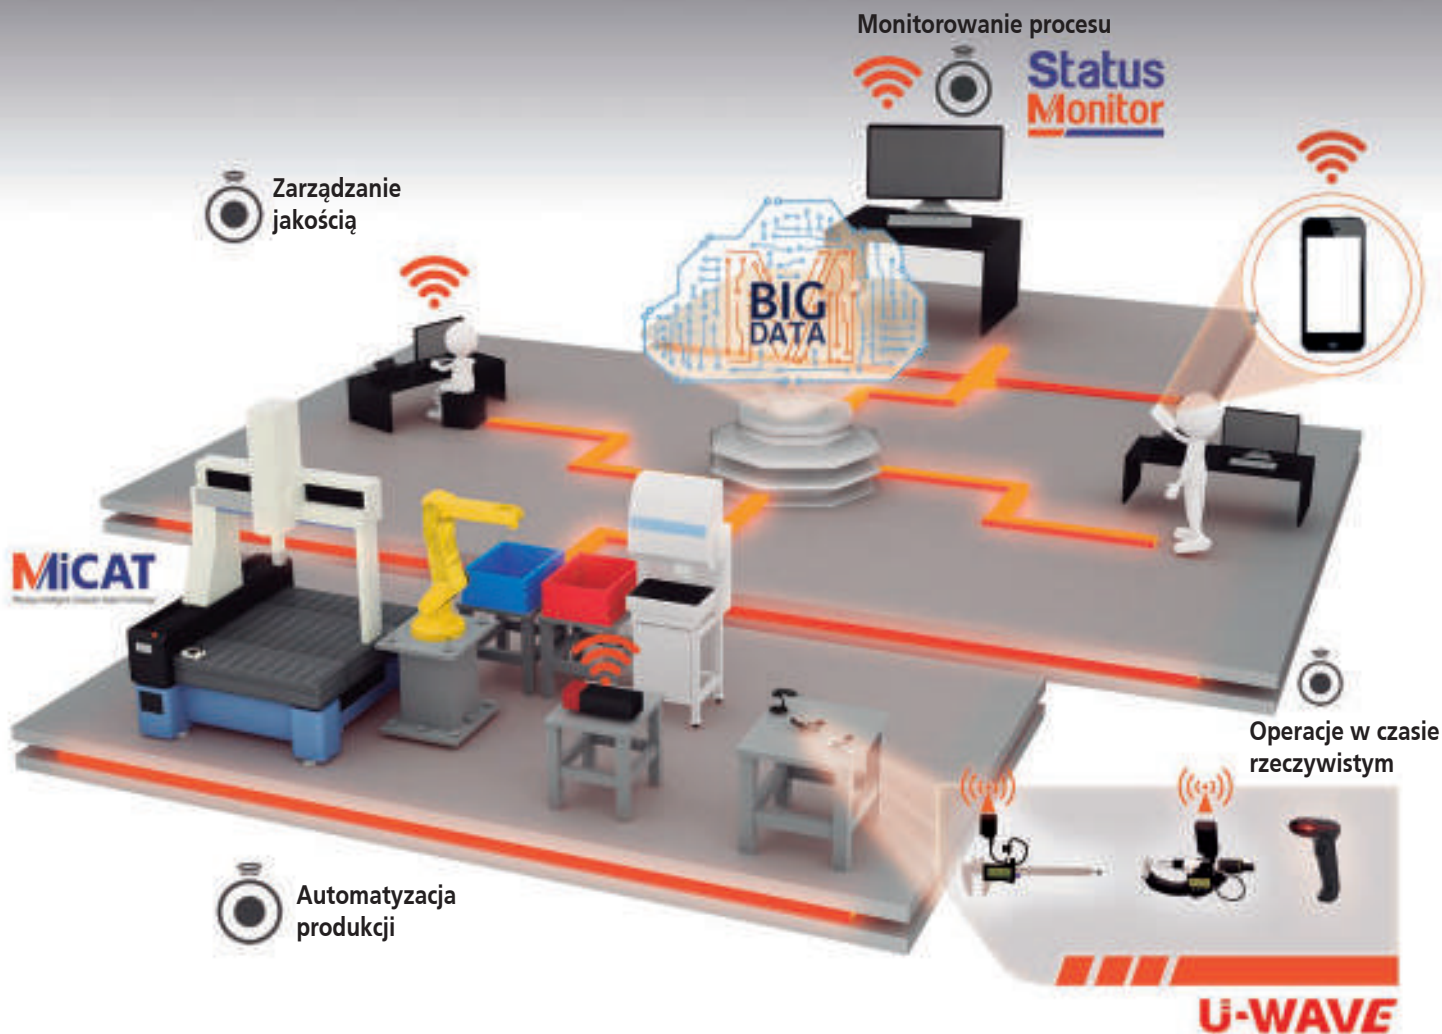 Monitorowanie procesu
Status
Monitor
Zarządzanie
jakością
BIG
DATA
MiCAT
Operacje w czasie
rzeczywistym
Automatyzacja
produkcji
U-WAVE